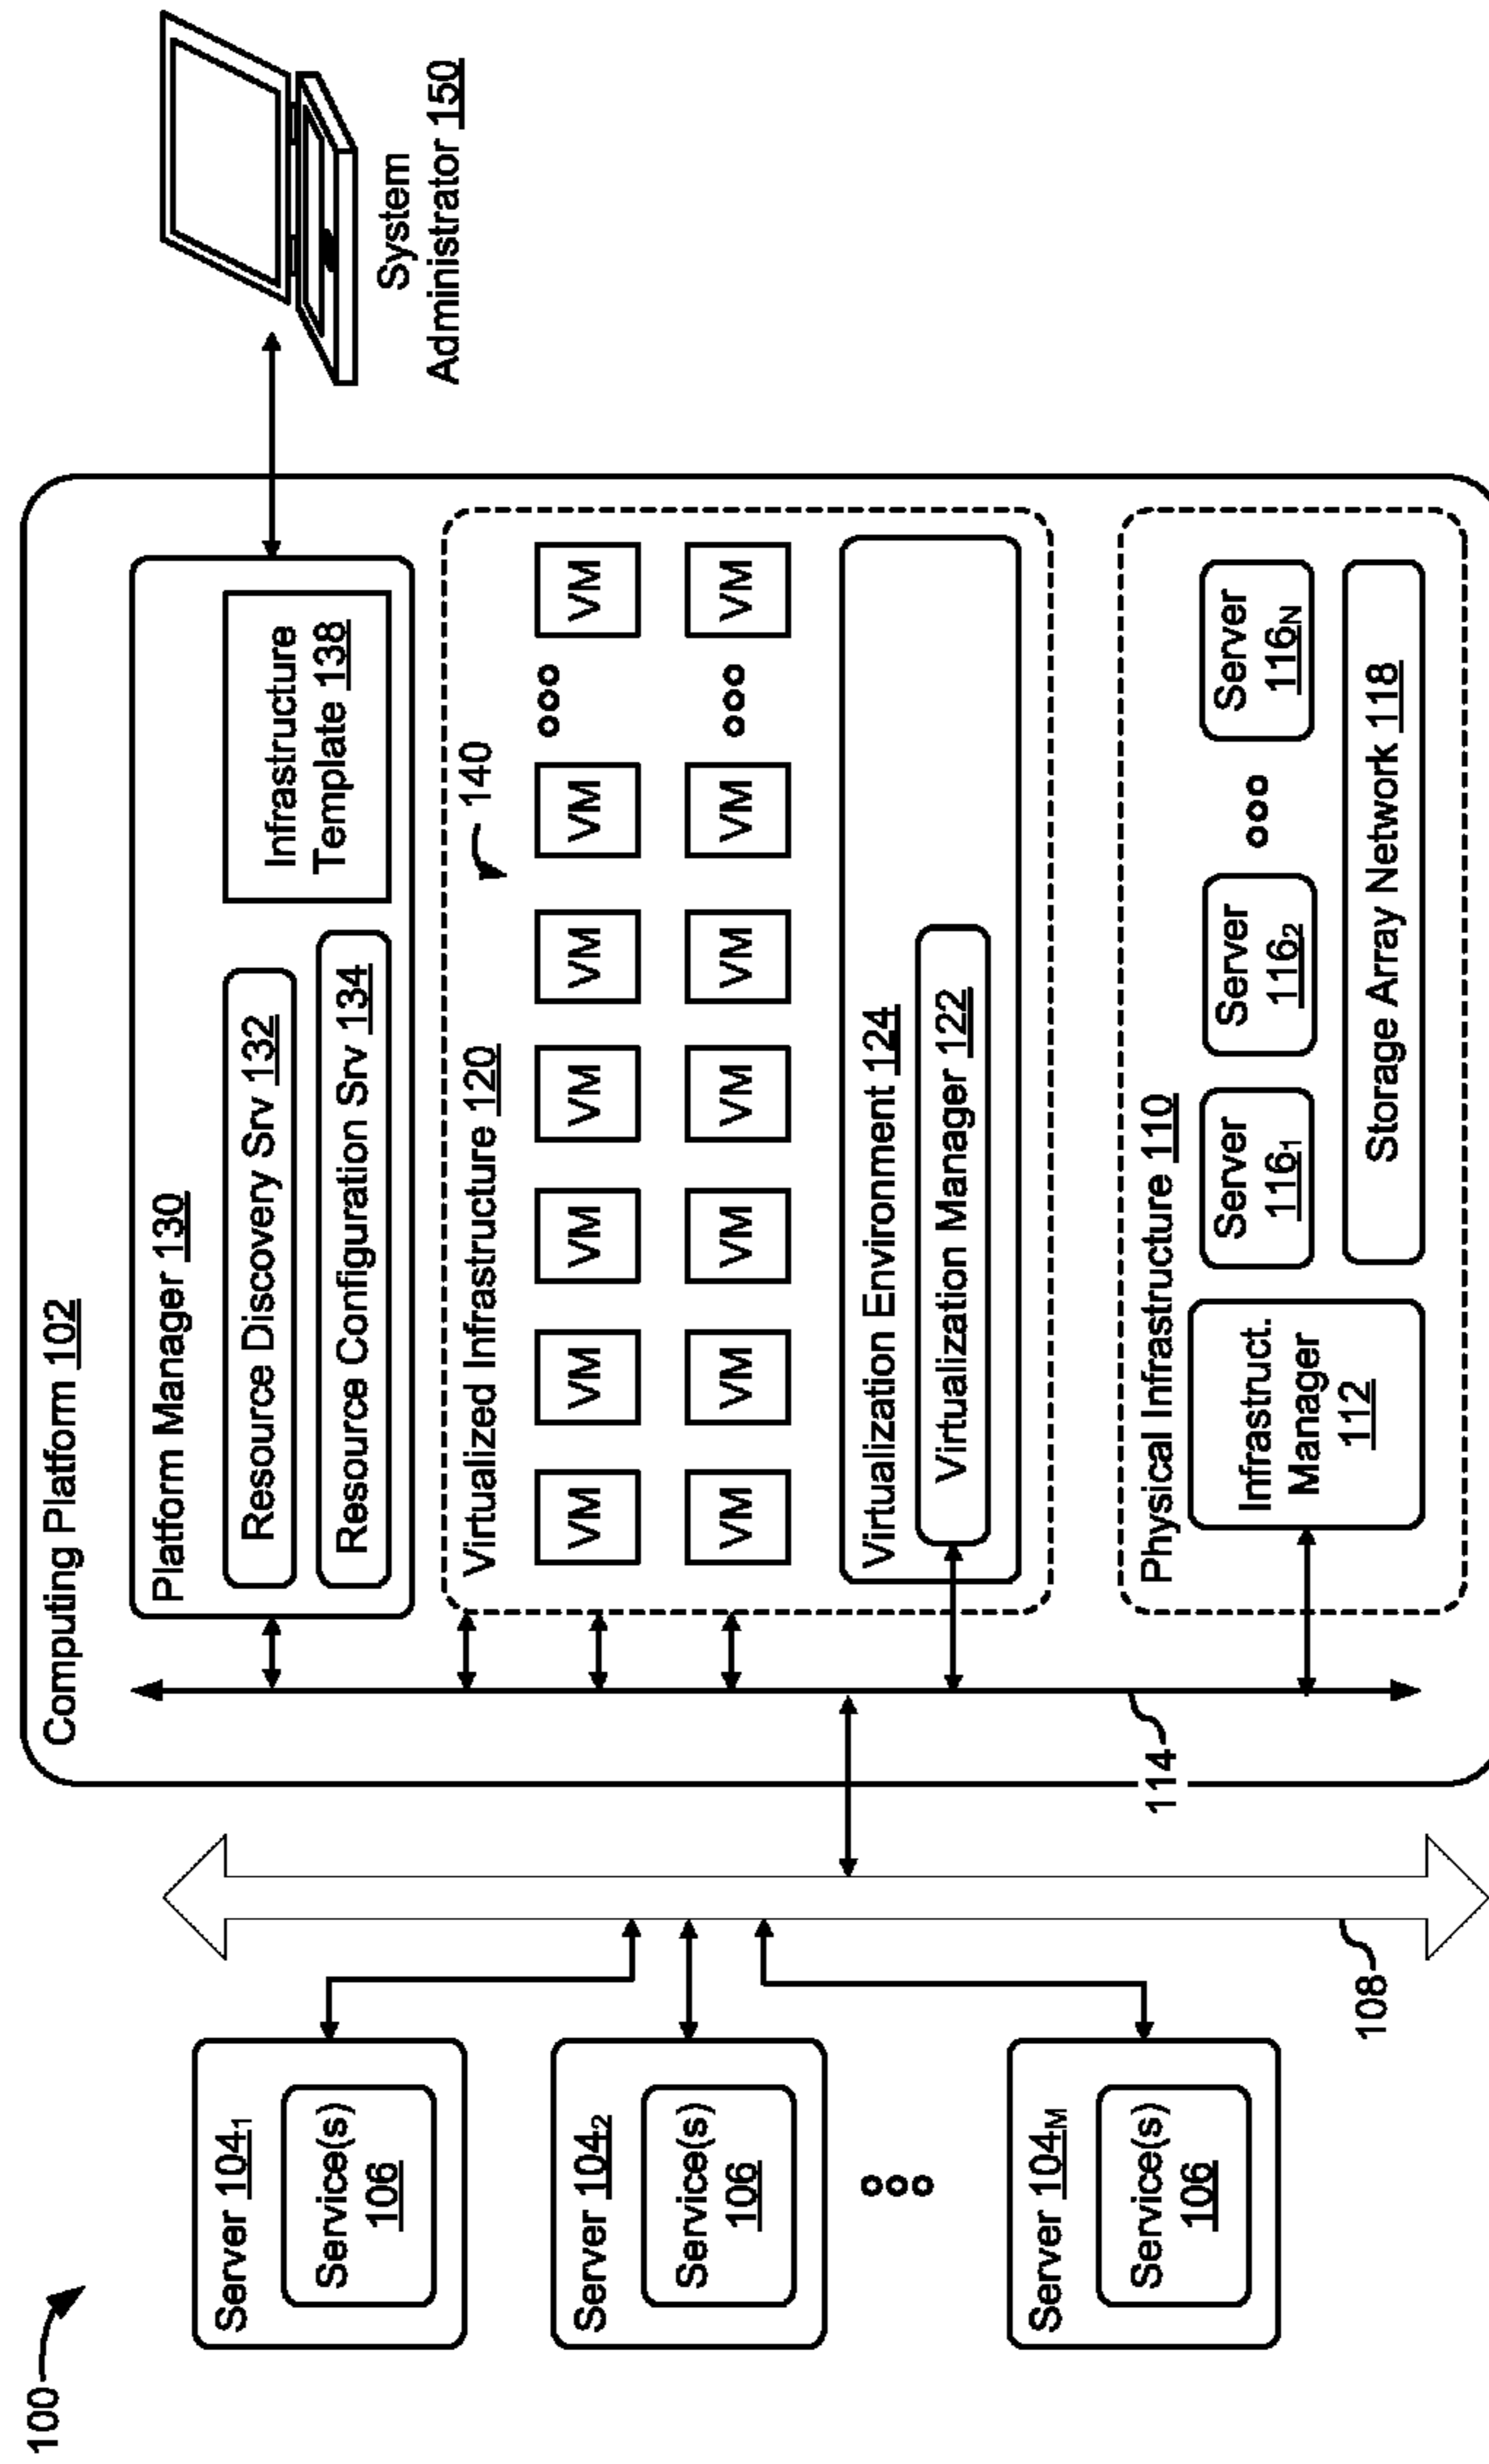 100
Server 104₁
Service(s)
106
Server 104₂
Service(s)
106
Server 104M
Service(s)
106
108
Computing Platform 102
114
Platform Manager 130
Resource Discovery Srv 132
Resource Configuration Srv 134
Infrastructure
Template 138
Virtualized Infrastructure 120
140
VM VM VM VM VM VM VM
VM VM VM VM VM VM VM
Virtualization Environment 124
Virtualization Manager 122
Physical Infrastructure 110
Infrastruct.
Manager
112
Server
116₁
Server
116₂
Server
116N
Storage Array Network 118
System
Administrator 150